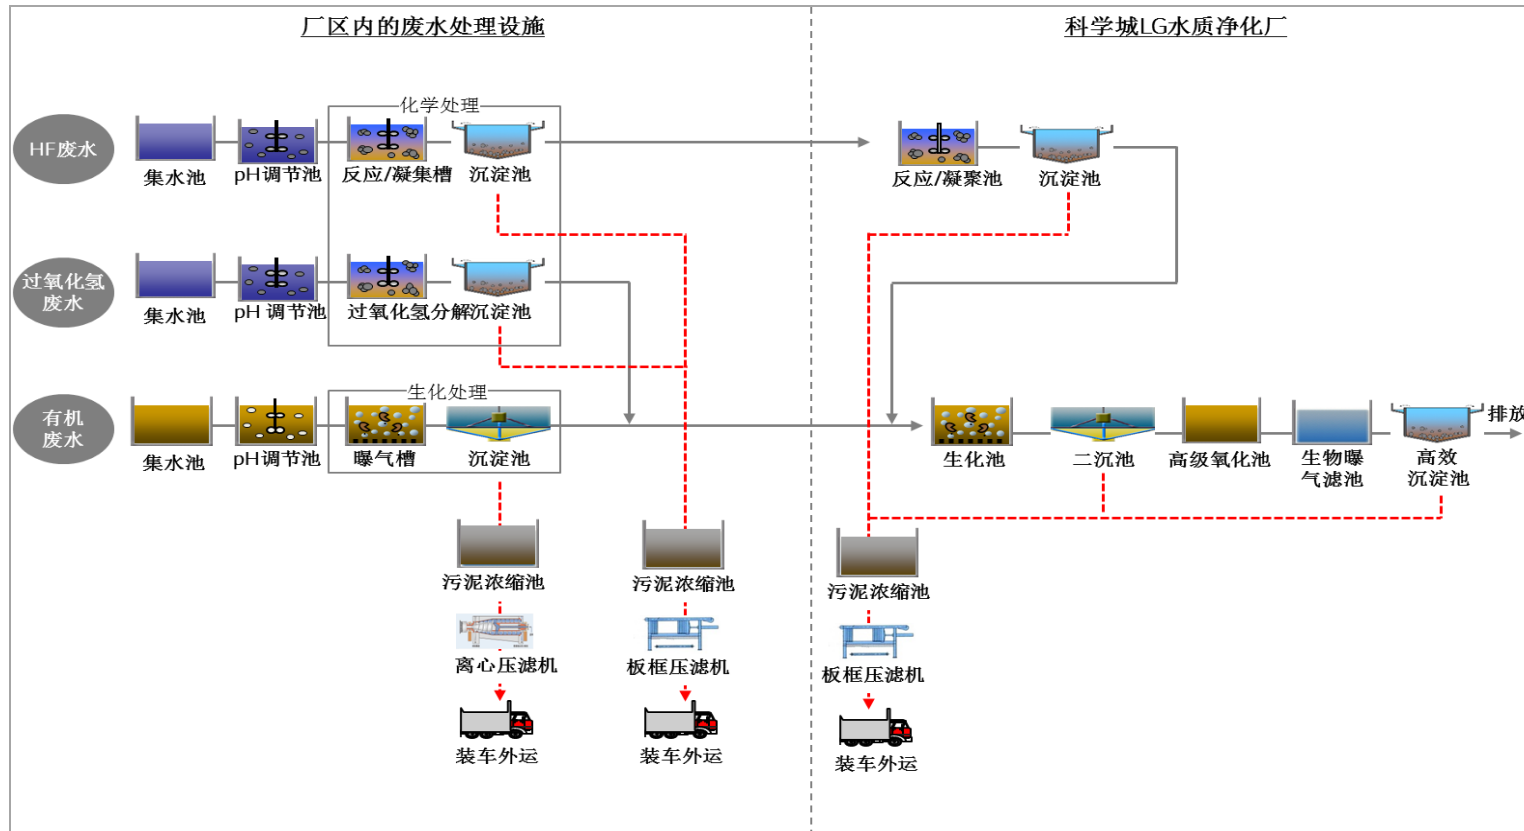 厂区内的废水处理设施
科学城LG水质净化厂
化学处理
HF废水
集水池
pH调节池
反应/凝集槽
沉淀池
反应/凝聚池
沉淀池
过氧化氢
废水
集水池
pH 调节池
过氧化氢分解
沉淀池
生化处理
有机
废水
集水池
pH调节池
曝气槽
沉淀池
生化池
二沉池
高级氧化池
生物曝
气滤池
高效
沉淀池
排放
污泥浓缩池
污泥浓缩池
污泥浓缩池
离心压滤机
板框压滤机
板框压滤机
装车外运
装车外运
装车外运